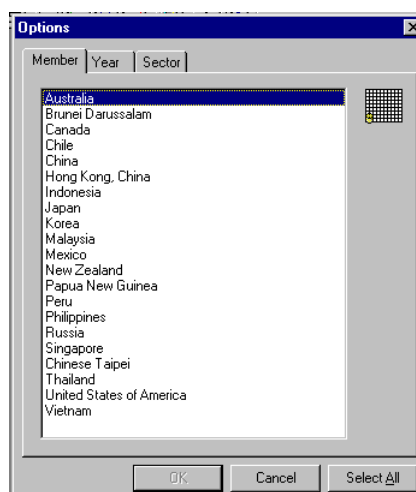 Options
Member Year Sector
Australia
Brunei Darussalam
Canada
Chile
China
Hong Kong, China
Indonesia
Japan
Korea
Malaysia
Mexico
New Zealand
Papua New Guinea
Peru
Philippines
Russia
Singapore
Chinese Taipei
Thailand
United States of America
Vietnam
OK Cancel Select All